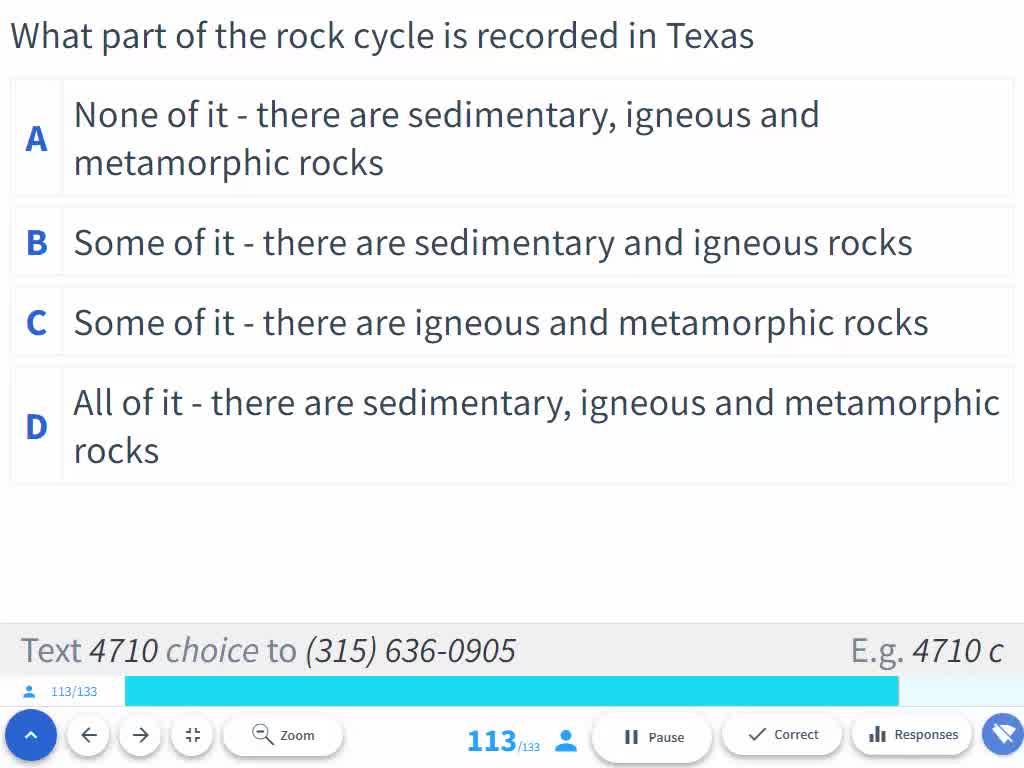 What part of the rock cycle is recorded in Texas
A
None of it - there are sedimentary, igneous and
metamorphic rocks
B
Some of it - there are sedimentary and igneous rocks
C
Some of it - there are igneous and metamorphic rocks
D
All of it - there are sedimentary, igneous and metamorphic
rocks
Text 4710 choice to (315) 636-0905
E.g. 4710 c
113/133
Zoom
113/133
Pause
Correct
Responses